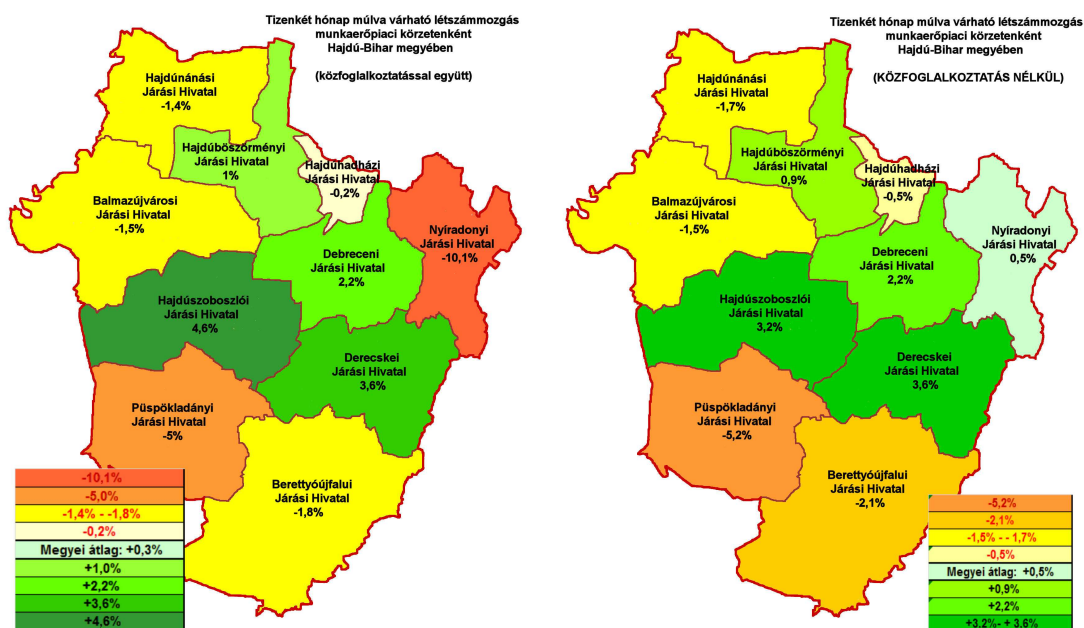 Tizenkét hónap múlva várható létszámmozgás
munkaerőpiaci körzetenként
Hajdú-Bihar megyében
(közfoglalkoztatással együtt)
Hajdúnánási
Járási Hivatal
-1,4%
Hajdúböszörményi
Járási Hivatal
1%
Hajdúhadházi
Járási Hivatal
-0,2%
Balmazújvárosi
Járási Hivatal
-1,5%
Nyíradonyi
Járási Hivatal
-10,1%
Debreceni
Járási Hivatal
2,2%
Hajdúszoboszlói
Járási Hivatal
4,6%
Derecskei
Járási Hivatal
3,6%
Püspökladányi
Járási Hivatal
-5%
Berettyóújfalui
Járási Hivatal
-1,8%
-10,1%
-5,0%
-1,4% - -1,8%
-0,2%
Megyei átlag: +0,3%
+1,0%
+2,2%
+3,6%
+4,6%
Tizenkét hónap múlva várható létszámmozgás
munkaerőpiaci körzetenként
Hajdú-Bihar megyében
(KÖZFOGLALKOZTATÁS NÉLKÜL)
Hajdúnánási
Járási Hivatal
-1,7%
Hajdúböszörményi
Járási Hivatal
0,9%
Hajdúhadházi
Járási Hivatal
-0,5%
Balmazújvárosi
Járási Hivatal
-1,5%
Nyíradonyi
Járási Hivatal
0,5%
Debreceni
Járási Hivatal
2,2%
Hajdúszoboszlói
Járási Hivatal
3,2%
Derecskei
Járási Hivatal
3,6%
Püspökladányi
Járási Hivatal
-5,2%
Berettyóújfalui
Járási Hivatal
-2,1%
-5,2%
-2,1%
-1,5% - - 1,7%
-0,5%
Megyei átlag: +0,5%
+0,9%
+2,2%
+3,2%- + 3,6%